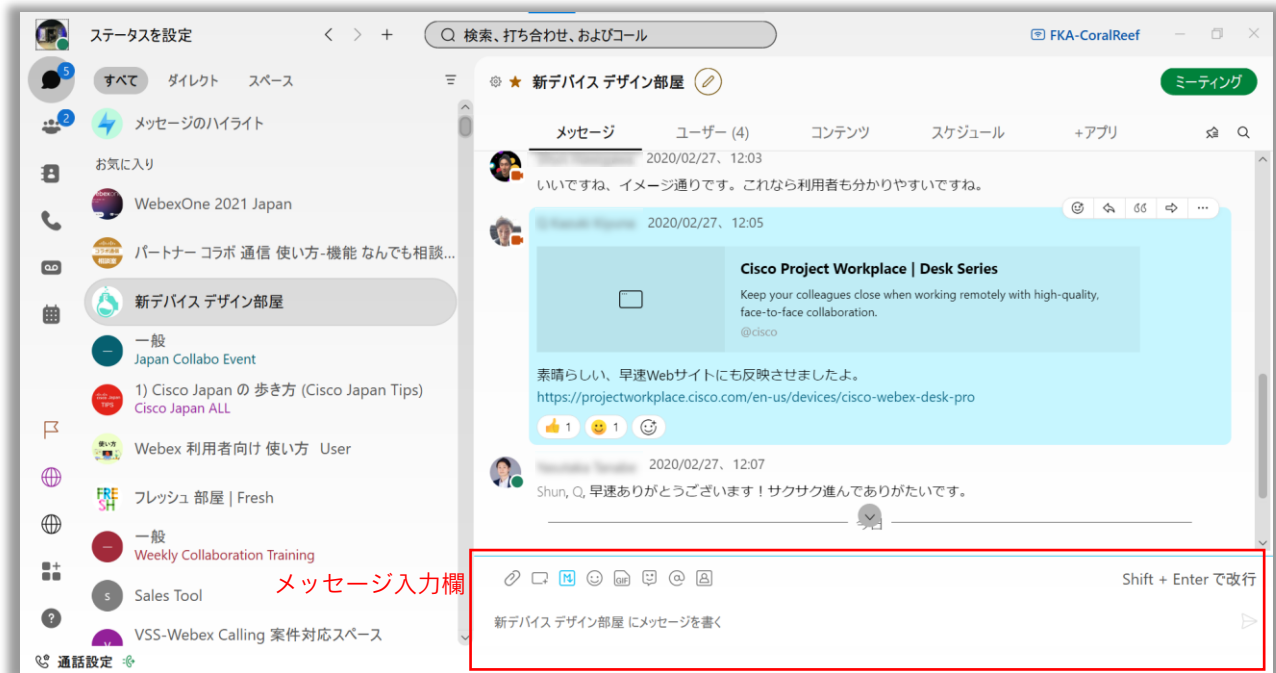 ステータスを設定
検索、打ち合わせ、およびコール
FKA-CoralReef
5
すべて
ダイレクト
スペース
2
メッセージのハイライト
お気に入り
WebexOne 2021 Japan
パートナー コラボ 通信 使い方-機能 なんでも相談...
新デバイス デザイン部屋
一般
Japan Collabo Event
1) Cisco Japan の 歩き方 (Cisco Japan Tips)
Cisco Japan ALL
Webex 利用者向け 使い方 User
FRE
SH
フレッシュ 部屋 | Fresh
一般
Weekly Collaboration Training
S
Sales Tool
V
VSS-Webex Calling 案件対応スペース
通話設定
新デバイス デザイン部屋
ミーティング
メッセージ
ユーザー (4)
コンテンツ
スケジュール
+アプリ
2020/02/27、12:03
いいですね、イメージ通りです。これなら利用者も分かりやすいですね。
2020/02/27、12:05
Cisco Project Workplace | Desk Series
Keep your colleagues close when working remotely with high-quality,
face-to-face collaboration.
@cisco
素晴らしい、早速Webサイトにも反映させましたよ。
https://projectworkplace.cisco.com/en-us/devices/cisco-webex-desk-pro
1
1
2020/02/27、12:07
Shun, Q, 早速ありがとうございます！サクサク進んでありがたいです。
メッセージ入力欄
GIF
Shift + Enter で改行
新デバイス デザイン部屋 にメッセージを書く